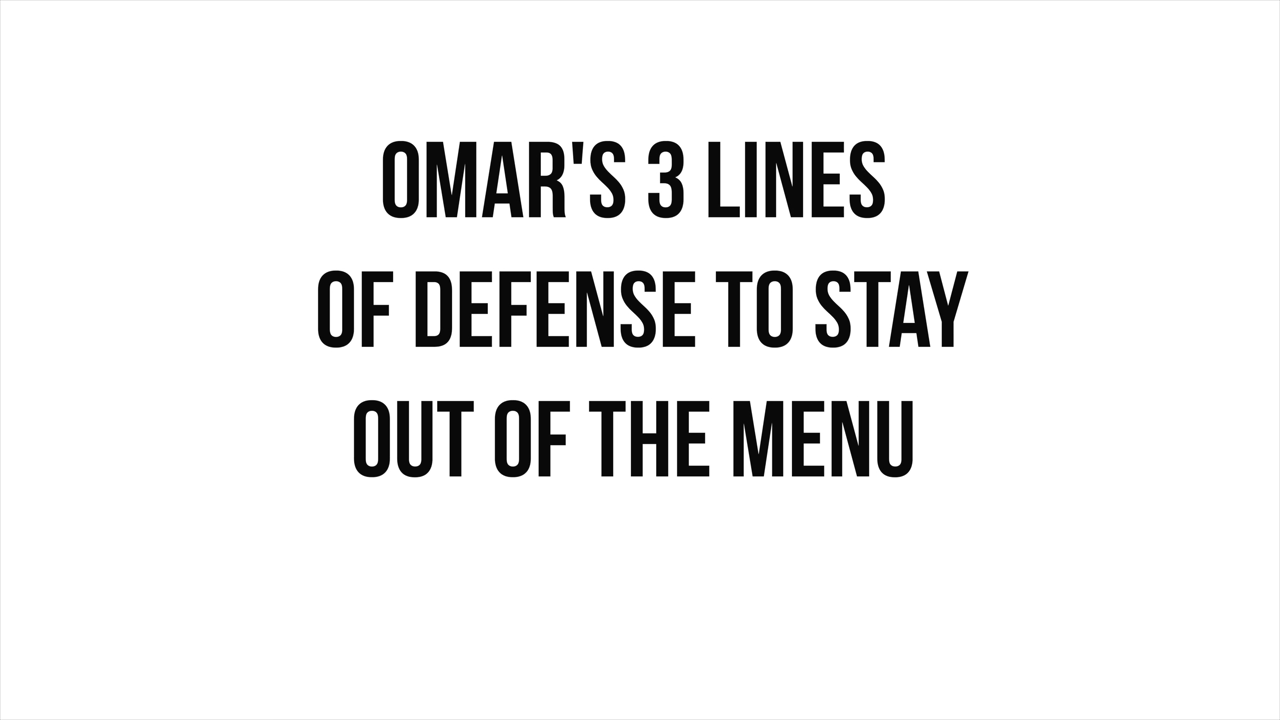 OMAR'S 3 LINES
OF DEFENSE TO STAY
OUT OF THE MENU